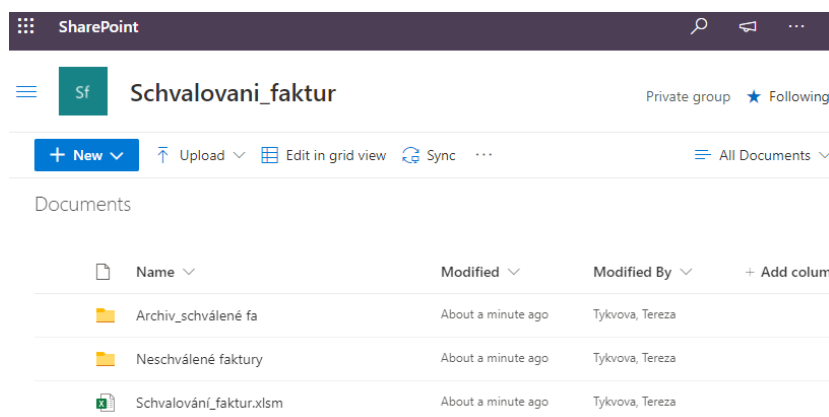 SharePoint
Sf Schvalovani_faktur Private group Following
New Upload Edit in grid view Sync ... All Documents
Documents
Name Modified Modified By + Add colum
Archiv_schválené fa About a minute ago Tykvova, Tereza
Neschválené faktury About a minute ago Tykvova, Tereza
Schvalování_faktur.xlsm About a minute ago Tykvova, Tereza